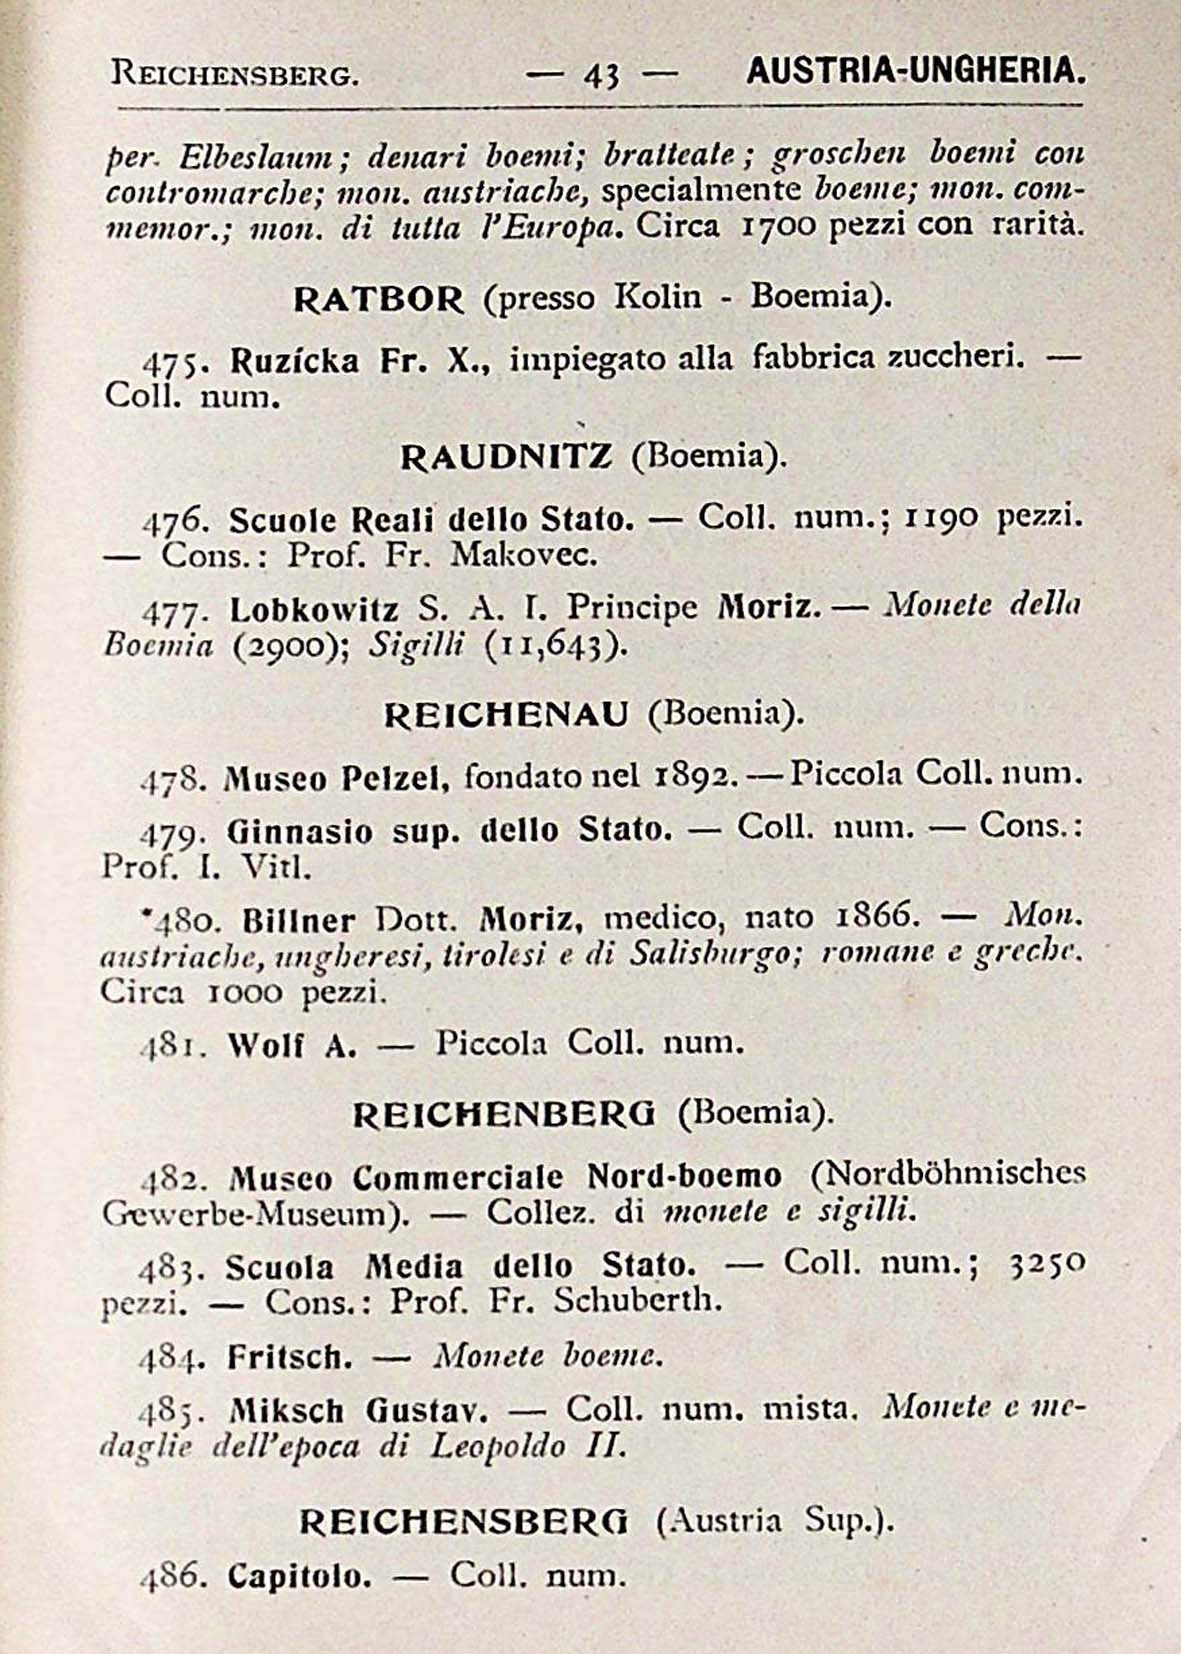 REICHENSBERG. — 43 — AUSTRIA-UNGHERIA.
per. Elbeslaum; denari boemi; bratteate; groschen boemi con
contromarche; mon. austriache, specialmente boeme; mon. com-
memor.; mon. di tutta l'Europa. Circa 1700 pezzi con rarità.
RATBOR (presso Kolin - Boemia).
475. Ruzícka Fr. X., impiegato alla fabbrica zuccheri. —
Coll. num.
RAUDNITZ (Boemia).
476. Scuole Reali dello Stato. — Coll. num.; 1190 pezzi.
— Cons.: Prof. Fr. Makovec.
477. Lobkowitz S. A. I. Principe Moriz. — Monete della
Boemia (2900); Sigilli (11,643).
REICHENAU (Boemia).
478. Museo Pelzel, fondato nel 1892. — Piccola Coll. num.
479. Ginnasio sup. dello Stato. — Coll. num. — Cons.:
Prof. I. Vitl.
*480. Billner Dott. Moriz, medico, nato 1866. — Mon.
austriache, ungheresi, tirolesi e di Salisburgo; romane e greche.
Circa 1000 pezzi.
481. Wolf A. — Piccola Coll. num.
REICHENBERG (Boemia).
482. Museo Commerciale Nord-boemo (Nordböhmisches
Gewerbe-Museum). — Collez. di monete e sigilli.
483. Scuola Media dello Stato. — Coll. num.; 3250
pezzi. — Cons.: Prof. Fr. Schuberth.
484. Fritsch. — Monete boeme.
485. Miksch Gustav. — Coll. num. mista. Monete e me-
daglie dell'epoca di Leopoldo II.
REICHENSBERG (Austria Sup.).
486. Capitolo. — Coll. num.